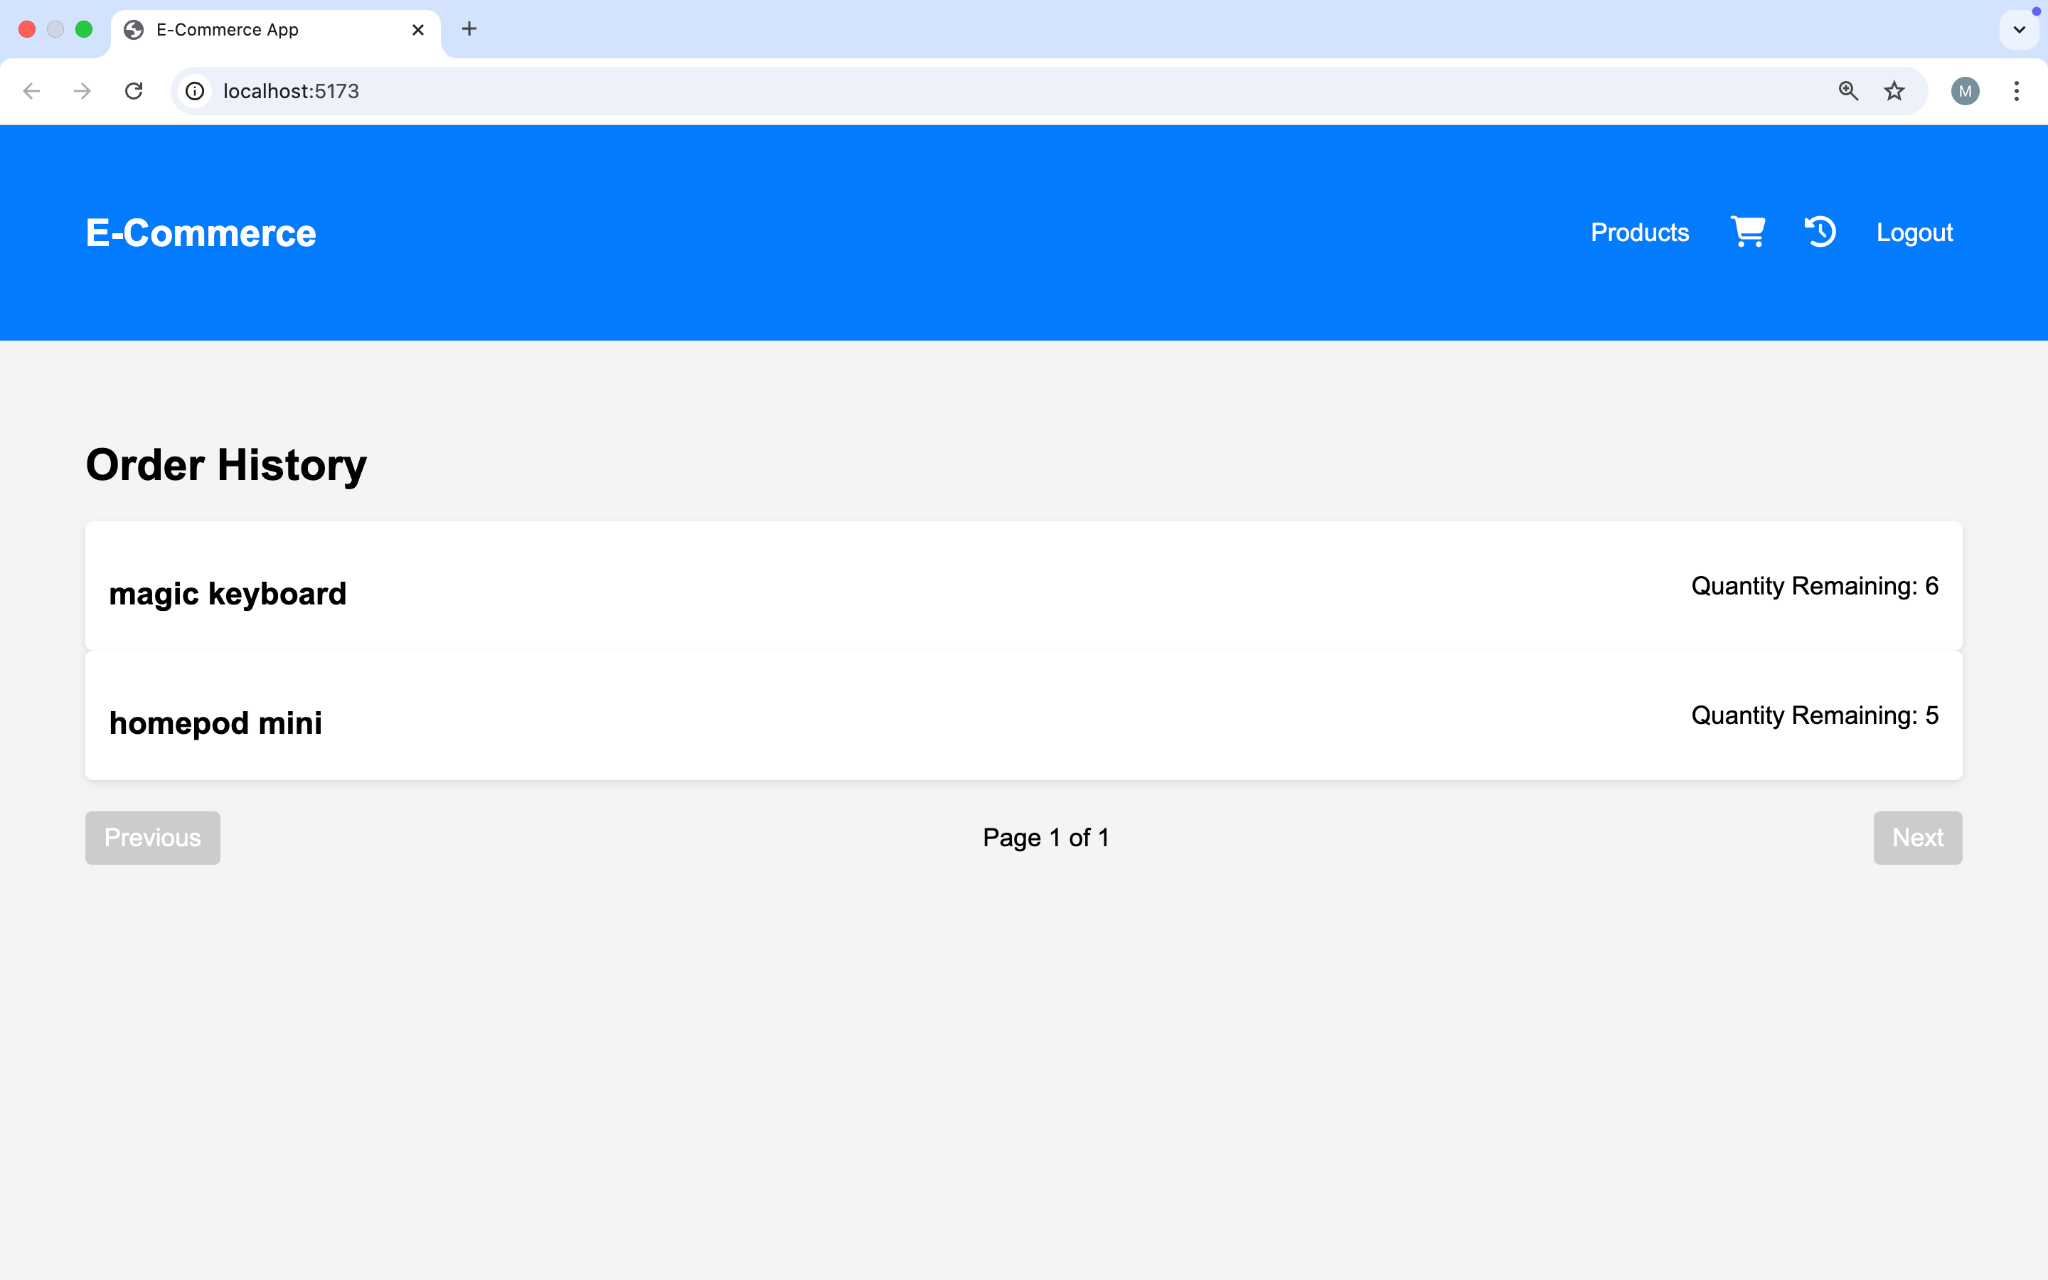 E-Commerce App
localhost:5173
M
E-Commerce
Products
Logout
Order History
magic keyboard
Quantity Remaining: 6
homepod mini
Quantity Remaining: 5
Previous
Page 1 of 1
Next